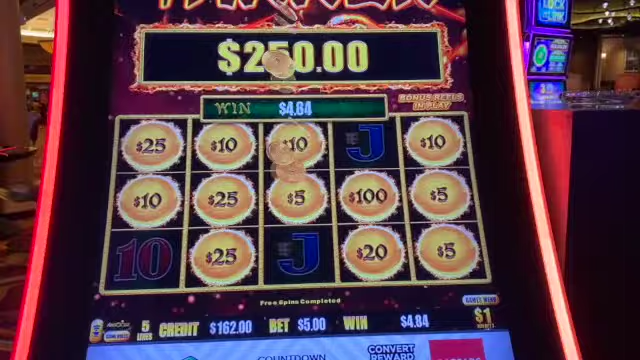 $250.00
WIN $4.84
BONUS REELS
IN PLAY
$25 $10 $10 J $10
$10 $25 $5 $100 $5
10 $25 J $20 $5
Free Spins Completed
5 CREDIT $162.00 BET $5.00 WIN $4.84 $1
COUNTDOWN
CONVERT
REWARD
LOCK
LINK